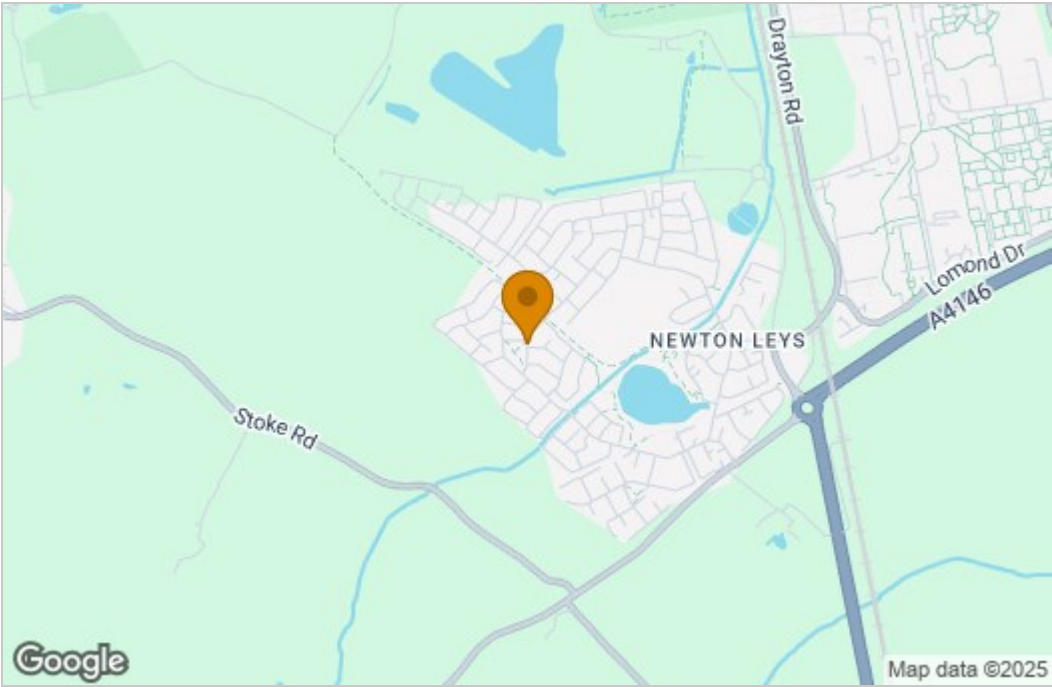 Drayton Rd
Lomond Dr
A4146
NEWTON LEYS
Stoke Rd
Google
Map data ©2025